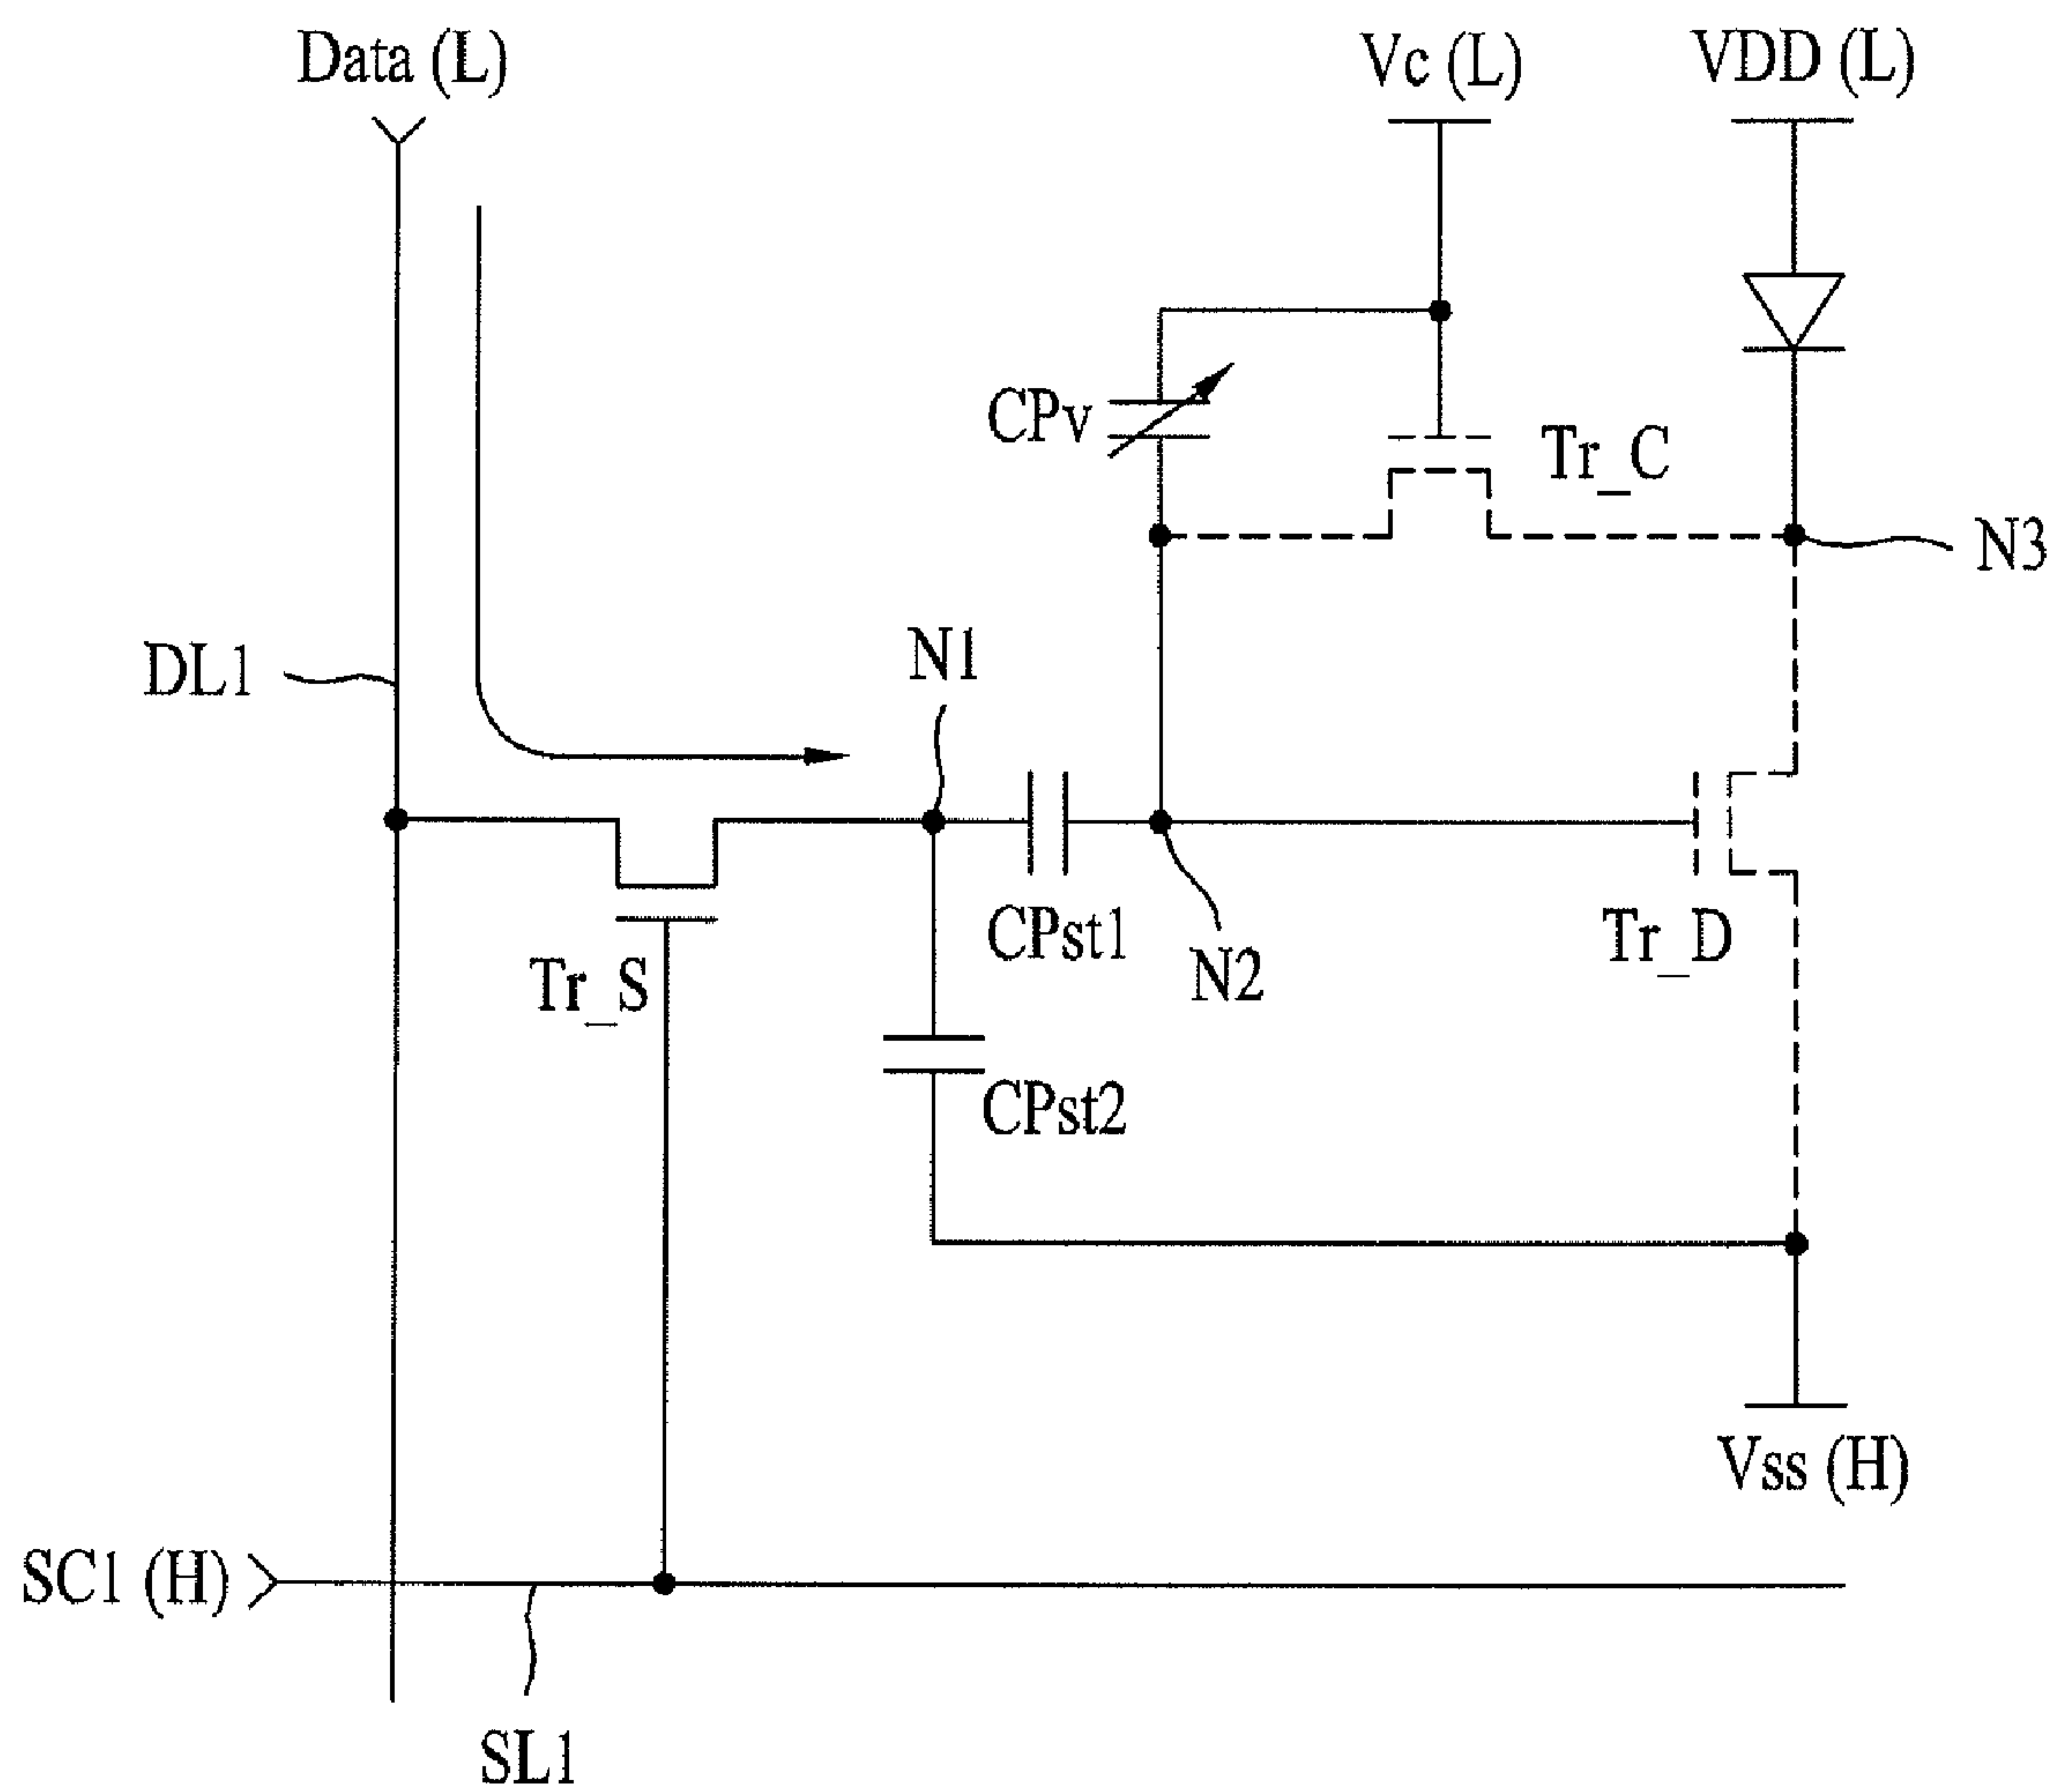 Data (L)
Vc (L)
VDD (L)
CPv
Tr_C
N3
N1
DL1
CPst1
N2
Tr_D
Tr_S
CPst2
Vss (H)
SC1 (H)
SL1